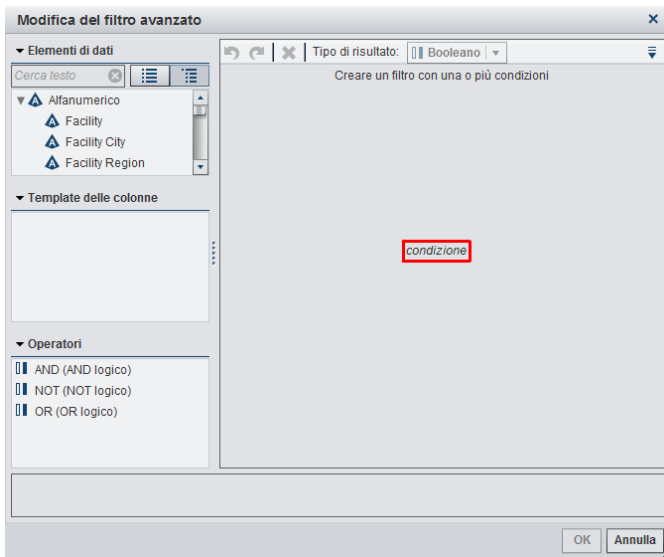 Modifica del filtro avanzato
Elementi di dati
Cerca testo
Alfanumerico
Facility
Facility City
Facility Region
Template delle colonne
Operatori
AND (AND logico)
NOT (NOT logico)
OR (OR logico)
Tipo di risultato: Booleano
Creare un filtro con una o più condizioni
condizione
OK Annulla